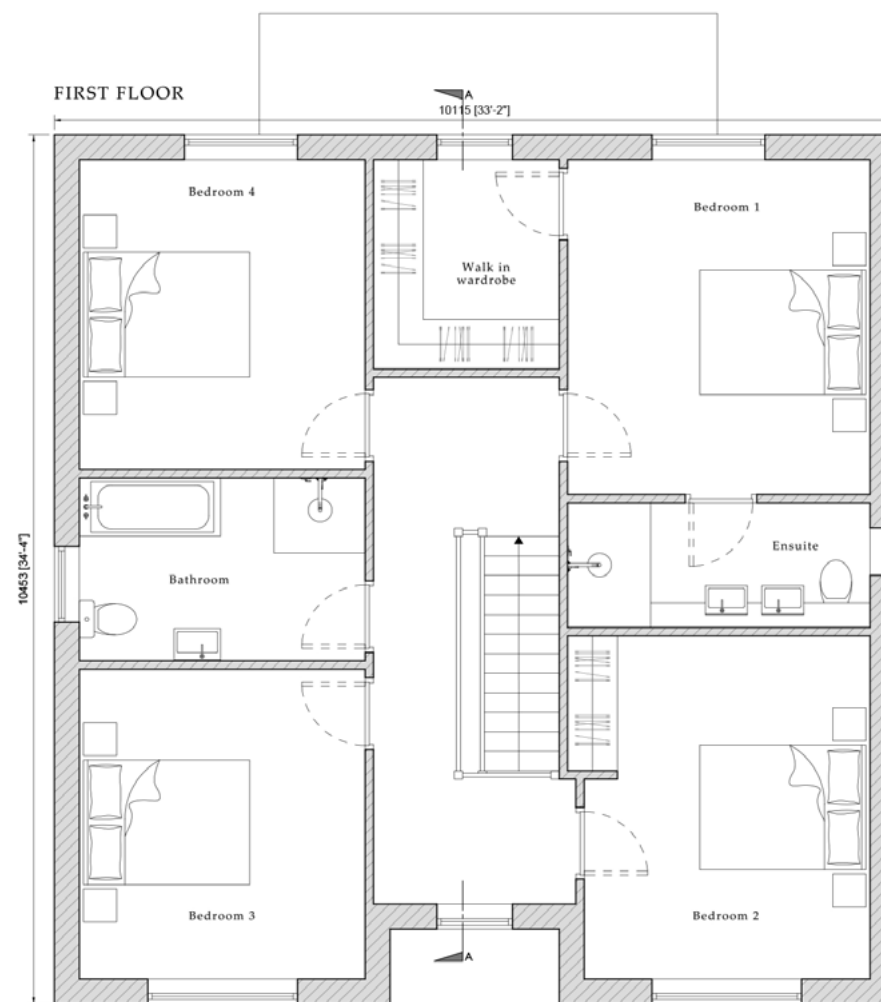 FIRST FLOOR
A
10115 [33'-2"]
Bedroom 4
Bedroom 1
Walk in
wardrobe
10453 [34'-4"]
Ensuite
Bathroom
Bedroom 3
Bedroom 2
A